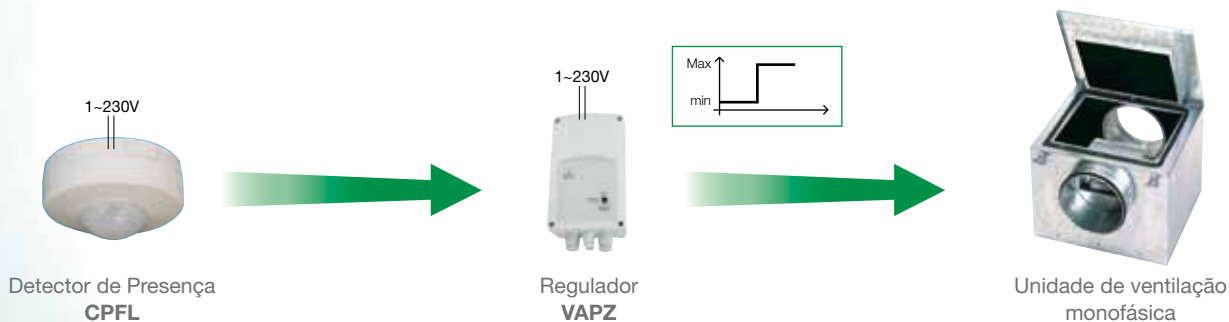 1~230V
Detector de Presença
CPFL
1~230V
Regulador
VAPZ
Max
min
Unidade de ventilação
monofásica